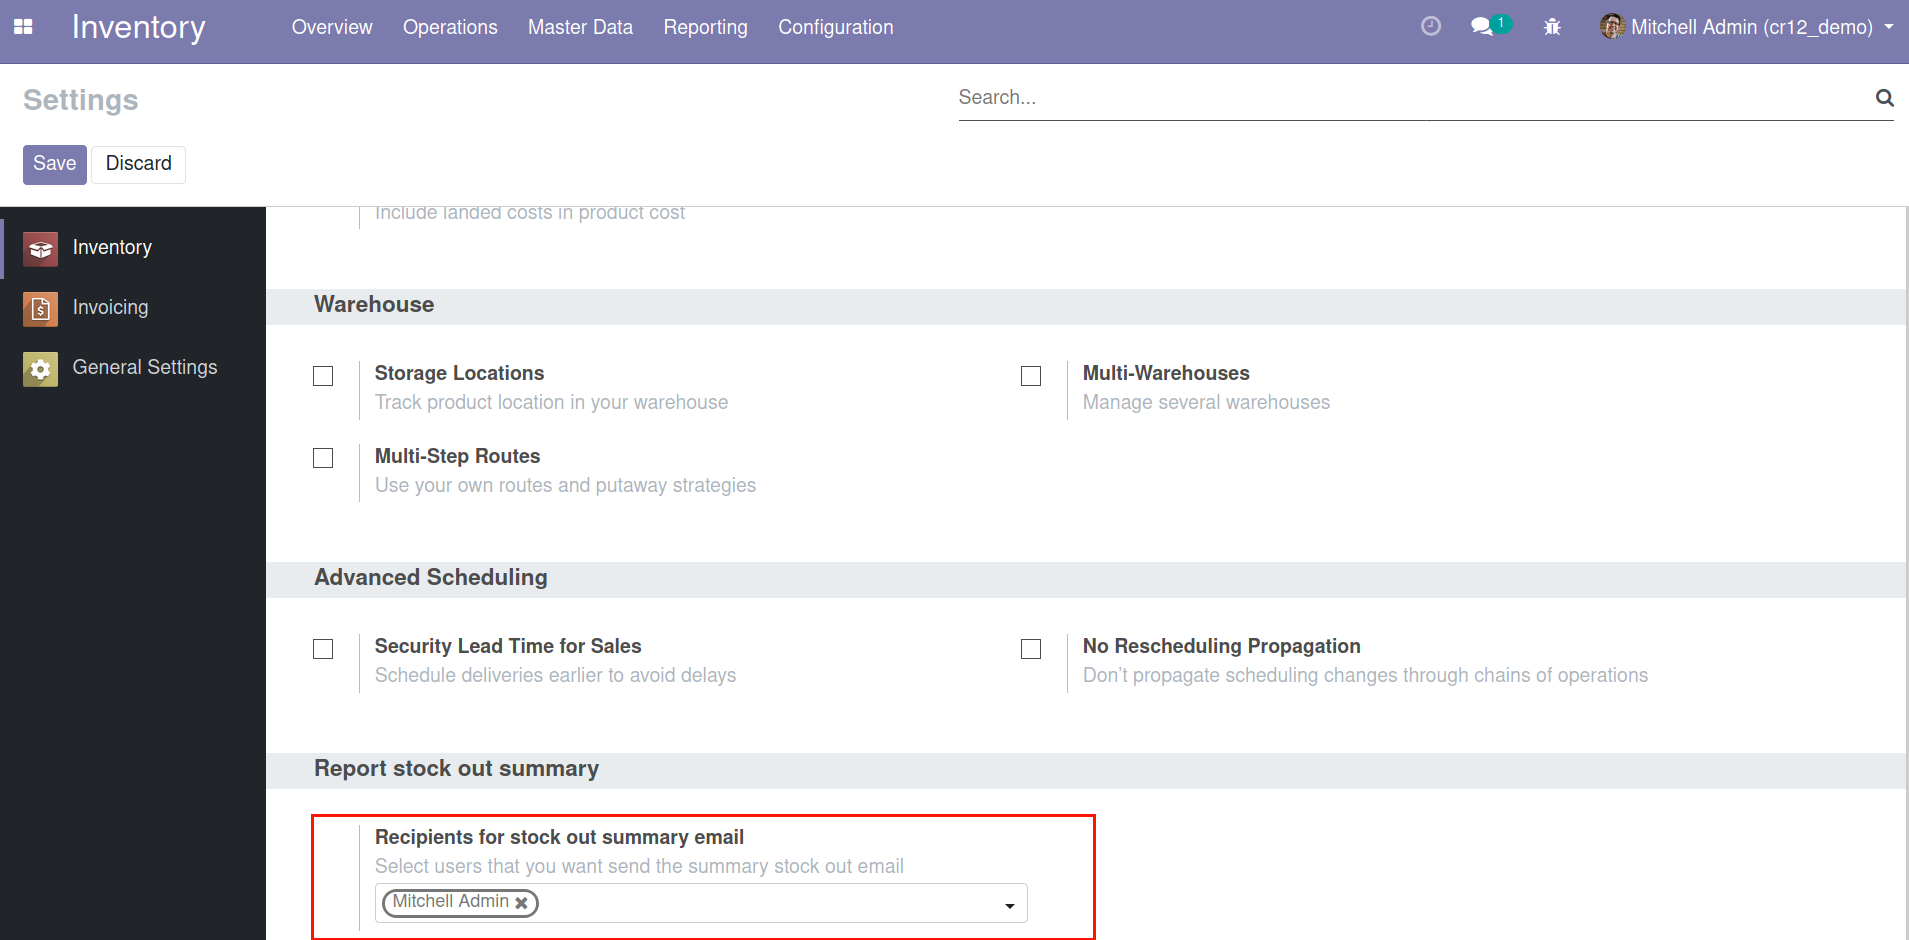 Inventory Overview Operations Master Data Reporting Configuration 1 Mitchell Admin (cr12_demo)
Settings
Search...
Save Discard
Inventory
Invoicing
General Settings
Include landed costs in product cost
Warehouse
Storage Locations
Track product location in your warehouse
Multi-Warehouses
Manage several warehouses
Multi-Step Routes
Use your own routes and putaway strategies
Advanced Scheduling
Security Lead Time for Sales
Schedule deliveries earlier to avoid delays
No Rescheduling Propagation
Don't propagate scheduling changes through chains of operations
Report stock out summary
Recipients for stock out summary email
Select users that you want send the summary stock out email
Mitchell Admin